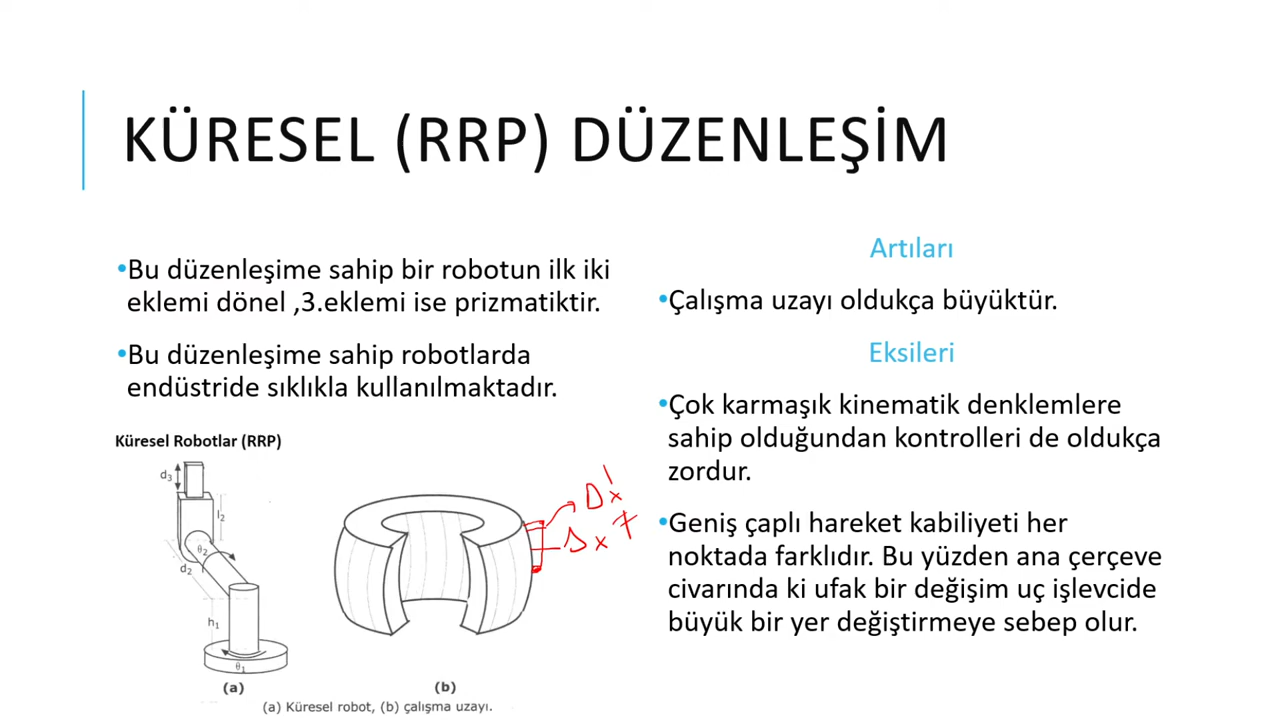 KÜRESEL (RRP) DÜZENLEŞİM
•Bu düzenleşime sahip bir robotun ilk iki
eklemi dönel ,3.eklemi ise prizmatiktir.
•Bu düzenleşime sahip robotlarda
endüstride sıklıkla kullanılmaktadır.
Küresel Robotlar (RRP)
d₃
l₂
θ₂
d₂
h₁
θ₁
(a)
(b)
(a) Küresel robot, (b) çalışma uzayı.
Artıları
•Çalışma uzayı oldukça büyüktür.
Eksileri
•Çok karmaşık kinematik denklemlere
sahip olduğundan kontrolleri de oldukça
zordur.
•Geniş çaplı hareket kabiliyeti her
noktada farklıdır. Bu yüzden ana çerçeve
civarında ki ufak bir değişim uç işlevcide
büyük bir yer değiştirmeye sebep olur.